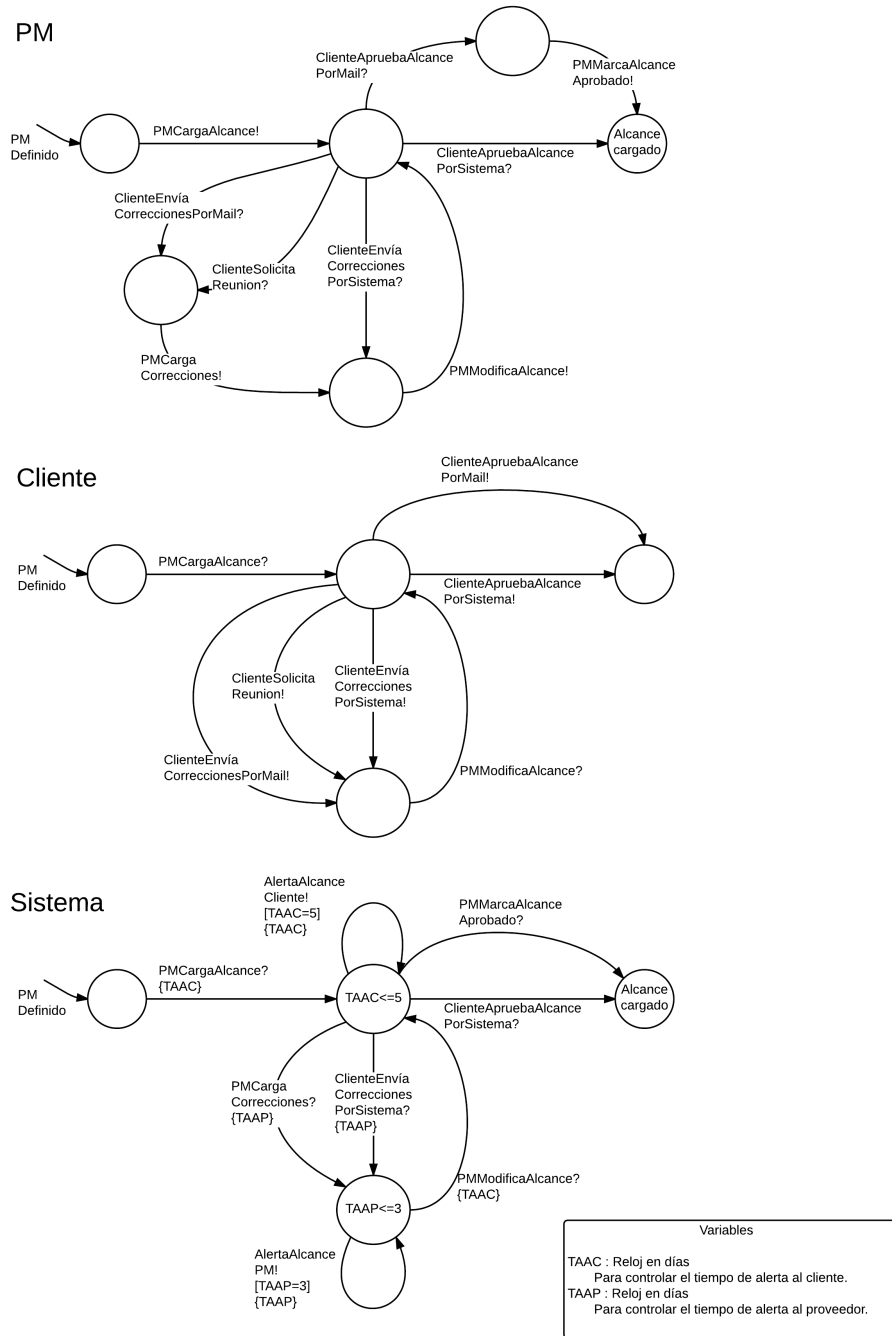 PM
ClienteApruebaAlcance
PorMail?
PMMarcaAlcance
Aprobado!
PM
Definido
PMCargaAlcance!
ClienteApruebaAlcance
PorSistema?
Alcance
cargado
ClienteEnvía
CorreccionesPorMail?
ClienteSolicita
Reunion?
ClienteEnvía
Correcciones
PorSistema?
PMCarga
Correcciones!
PMModificaAlcance!
Cliente
ClienteApruebaAlcance
PorMail!
PM
Definido
PMCargaAlcance?
ClienteApruebaAlcance
PorSistema!
ClienteSolicita
Reunion!
ClienteEnvía
Correcciones
PorSistema!
ClienteEnvía
CorreccionesPorMail!
PMModificaAlcance?
Sistema
AlertaAlcance
Cliente!
[TAAC=5]
{TAAC}
PMMarcaAlcance
Aprobado?
PM
Definido
PMCargaAlcance?
{TAAC}
TAAC<=5
ClienteApruebaAlcance
PorSistema?
Alcance
cargado
PMCarga
Correcciones?
{TAAP}
ClienteEnvía
Correcciones
PorSistema?
{TAAP}
PMModificaAlcance?
{TAAC}
TAAP<=3
AlertaAlcance
PM!
[TAAP=3]
{TAAP}
Variables
TAAC : Reloj en días
Para controlar el tiempo de alerta al cliente.
TAAP : Reloj en días
Para controlar el tiempo de alerta al proveedor.